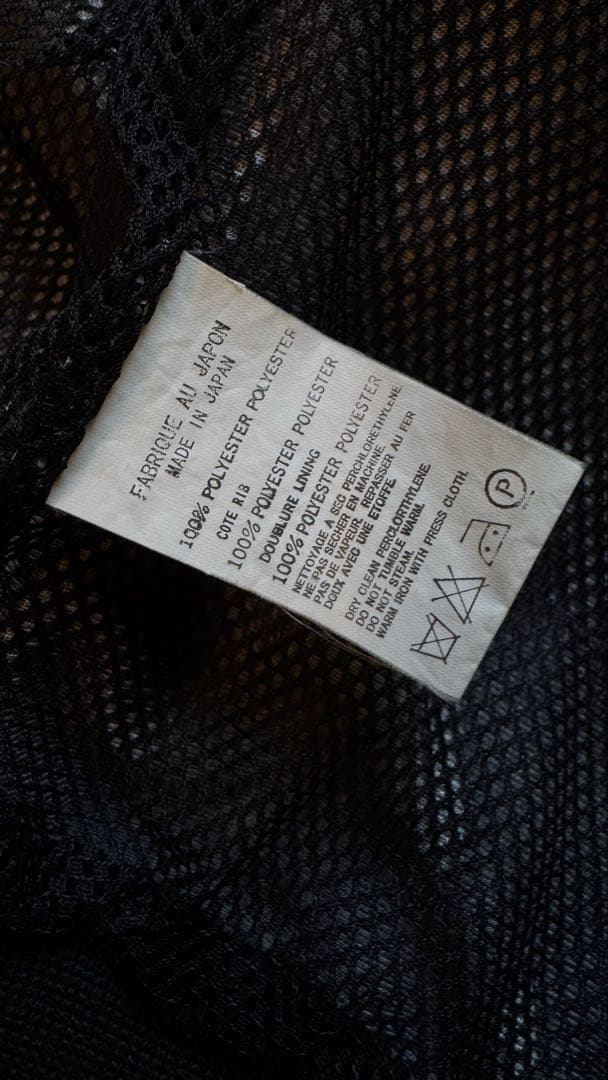 FABRIQUE AU JAPON
MADE IN JAPAN
100% POLYESTER POLYESTER
COTE RIB
100% POLYESTER POLYESTER
DOUBLURE LINING
100% POLYESTER POLYESTER
NETTOYAGE A SEC PERCHLORETHYLENE.
NE PAS SECHER EN MACHINE.
PAS DE VAPEUR. REPASSER AU FER
DOUX AVEC UNE ETOFFE.
DRY CLEAN PERCLORTHYLENE.
DO NOT TUMBLE WARM.
DO NOT STEAM.
WARM IRON WITH PRESS CLOTH.
P